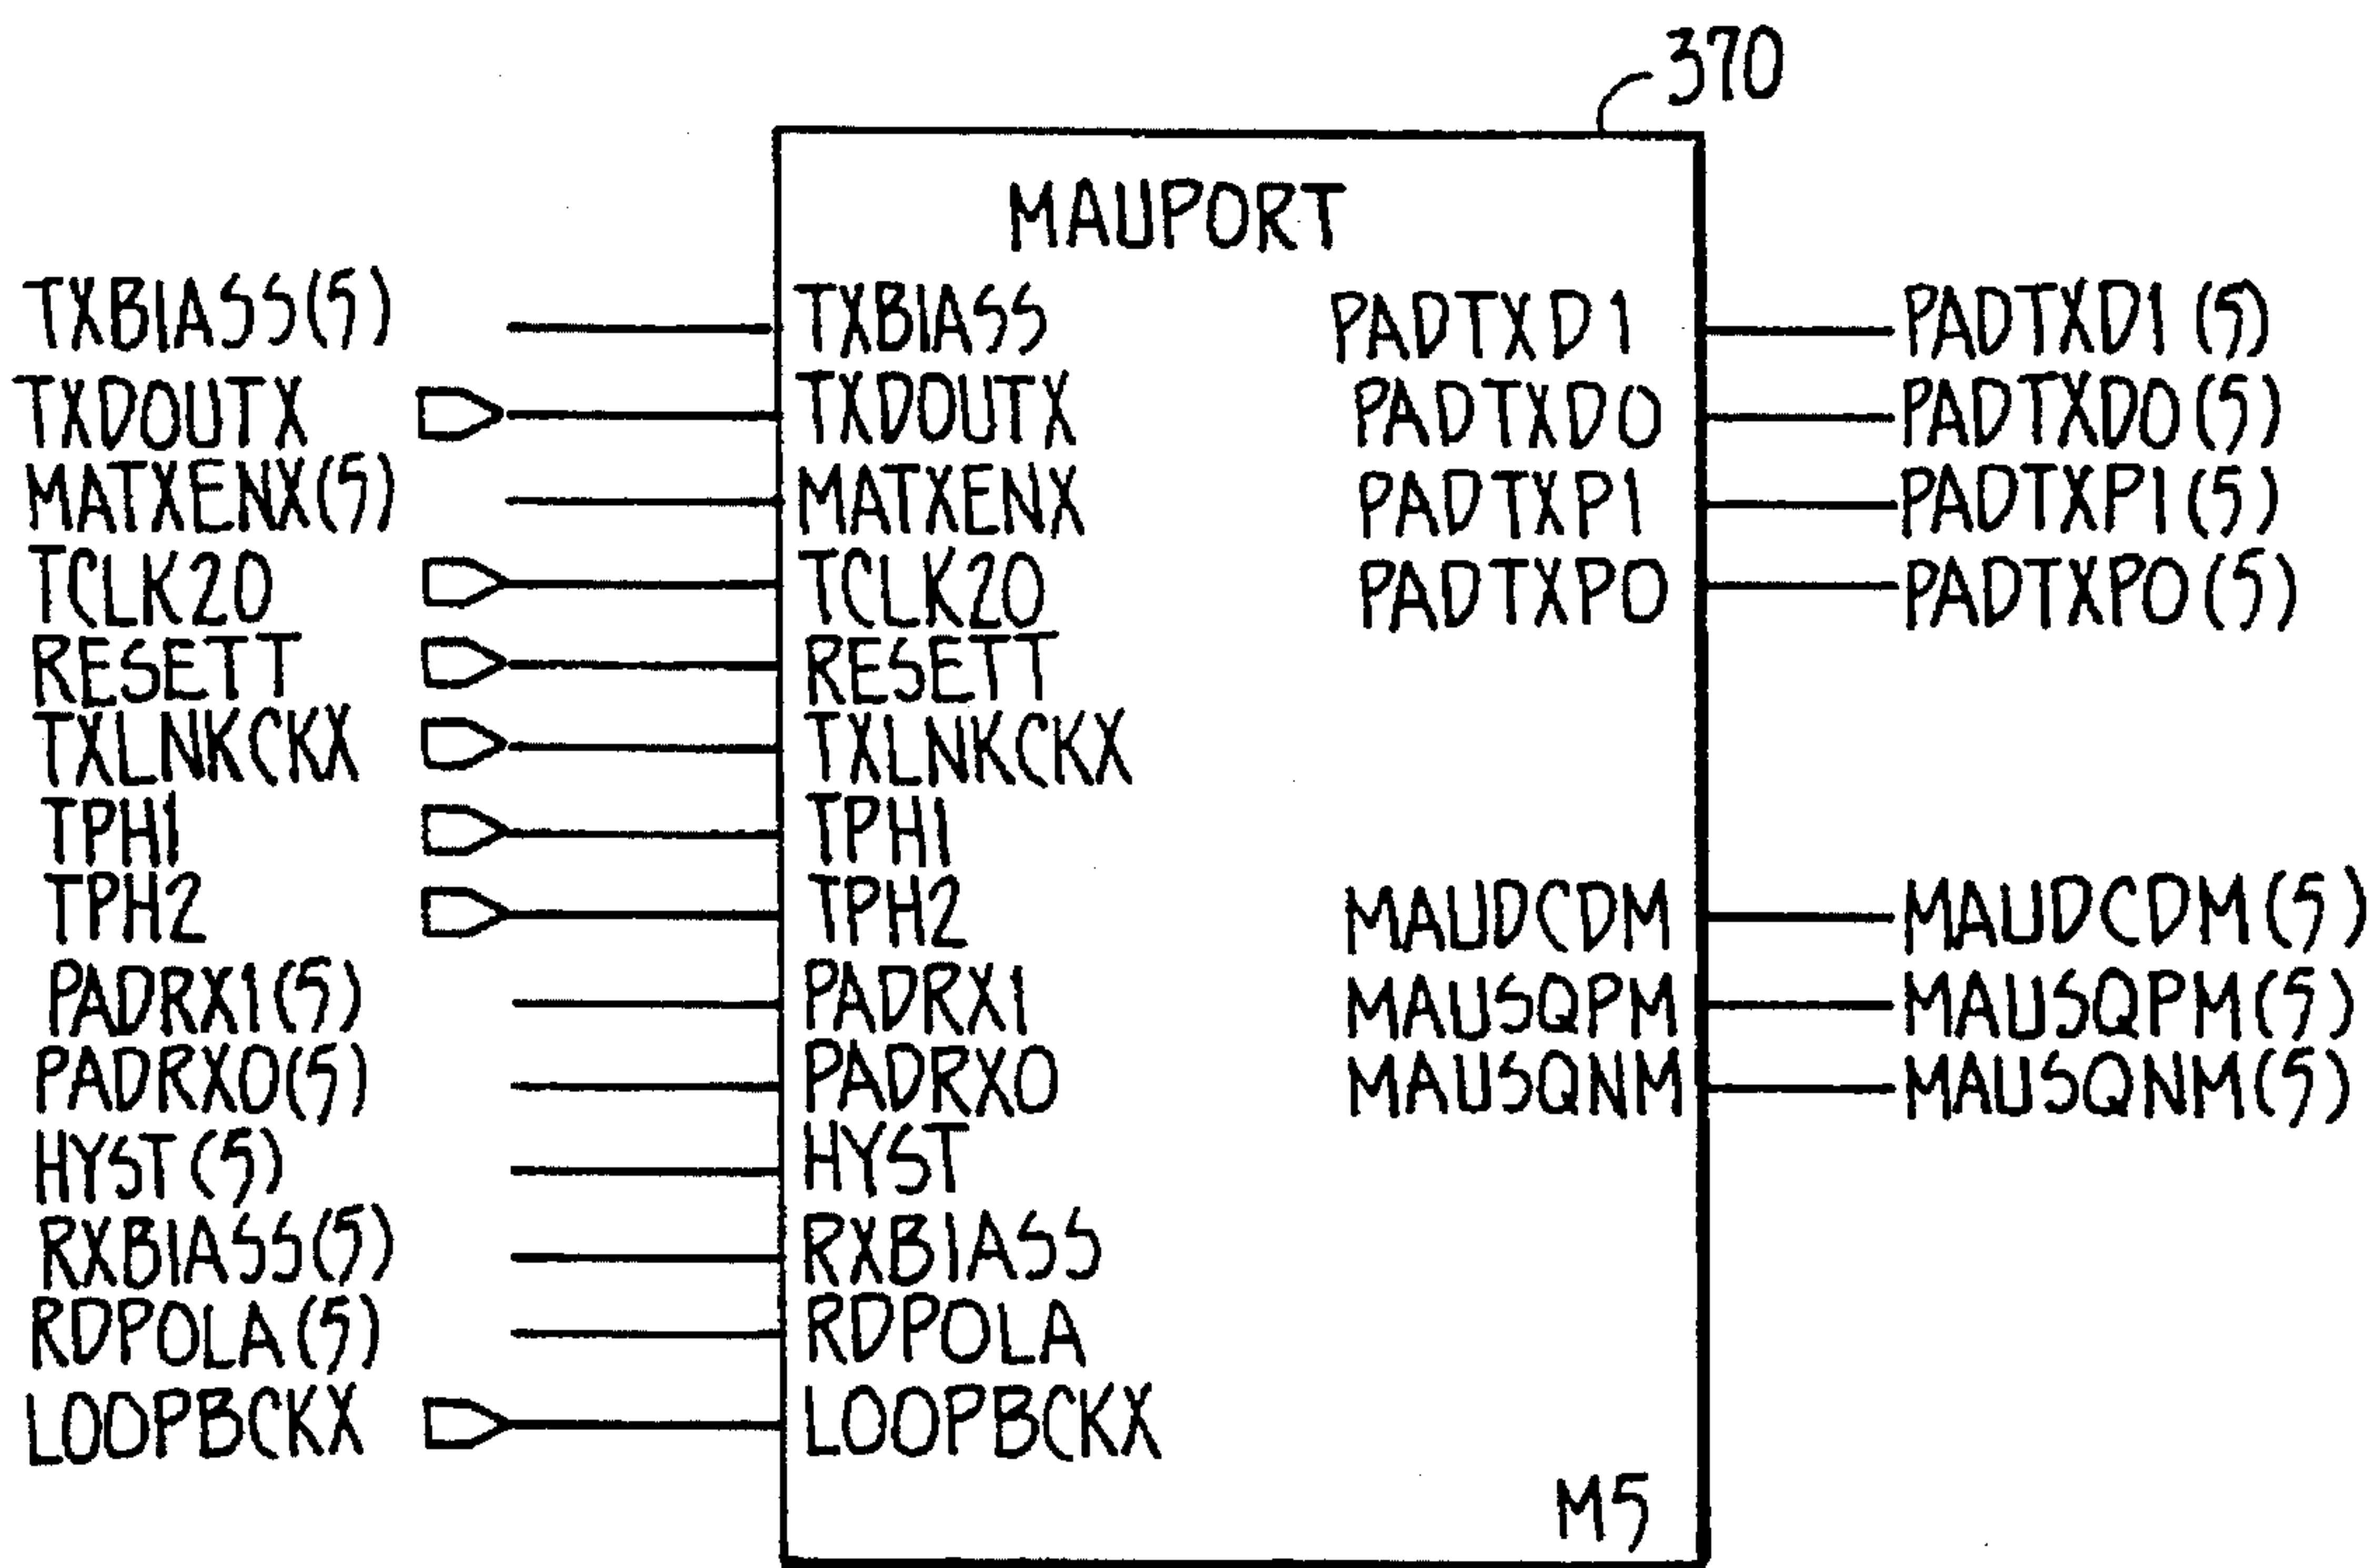 370
MAUPORT
TXBIASS(5) TXBIASS PADTXD1 PADTXD1(5)
TXDOUTX TXDOUTX PADTXD0 PADTXD0(5)
MATXENX(5) MATXENX PADTXP1 PADTXP1(5)
TCLK20 TCLK20 PADTXP0 PADTXP0(5)
RESETT RESETT
TXLNKCKX TXLNKCKX
TPH1 TPH1
TPH2 TPH2 MAUDCDM MAUDCDM(5)
PADRX1(5) PADRX1 MAUSQPM MAUSQPM(5)
PADRX0(5) PADRX0 MAUSQNM MAUSQNM(5)
HYST(5) HYST
RXBIASS(5) RXBIASS
RDPOLA(5) RDPOLA
LOOPBCKX LOOPBCKX
M5